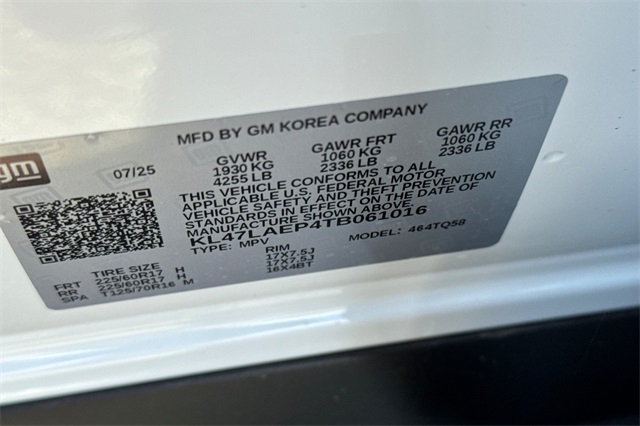 MFD BY GM KOREA COMPANY
gm
07/25
GVWR GAWR FRT GAWR RR
1930 KG 1060 KG 1060 KG
4255 LB 2336 LB 2336 LB
THIS VEHICLE CONFORMS TO ALL
APPLICABLE U.S. FEDERAL MOTOR
VEHICLE SAFETY AND THEFT PREVENTION
STANDARDS IN EFFECT ON THE DATE OF
MANUFACTURE SHOWN ABOVE.
KL47LAEP4TB061016
TYPE: MPV MODEL: 464TQ58
TIRE SIZE RIM
FRT 225/60R17 H 17X7.5J
RR 225/60R17 H 17X7.5J
SPA T125/70R16 M 16X4BT